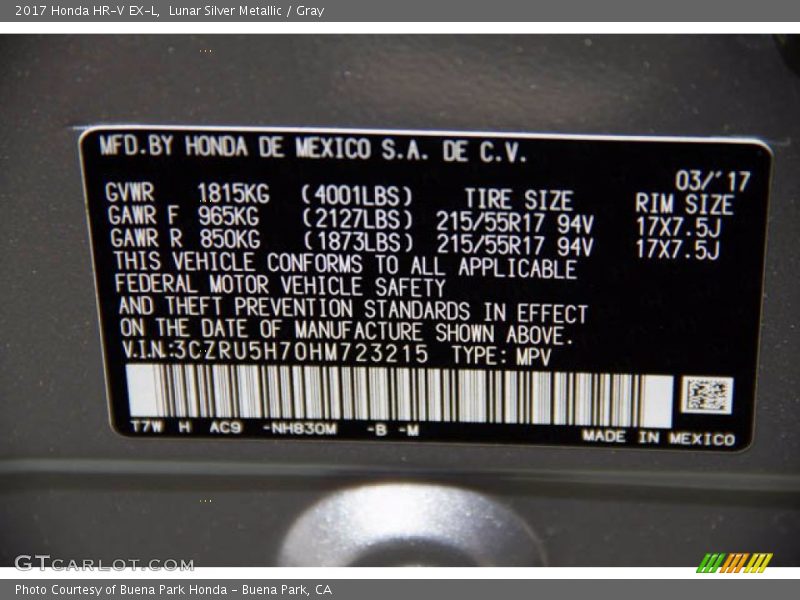 2017 Honda HR-V EX-L, Lunar Silver Metallic / Gray
MFD.BY HONDA DE MEXICO S.A. DE C.V.
03/'17
GVWR 1815KG (4001LBS) TIRE SIZE RIM SIZE
GAWR F 965KG (2127LBS) 215/55R17 94V 17X7.5J
GAWR R 850KG (1873LBS) 215/55R17 94V 17X7.5J
THIS VEHICLE CONFORMS TO ALL APPLICABLE
FEDERAL MOTOR VEHICLE SAFETY
AND THEFT PREVENTION STANDARDS IN EFFECT
ON THE DATE OF MANUFACTURE SHOWN ABOVE.
V.I.N:3CZRU5H70HM723215 TYPE: MPV
T7W H AC9 -NH830M -B -M
MADE IN MEXICO
GTCARLOT.COM
Photo Courtesy of Buena Park Honda - Buena Park, CA